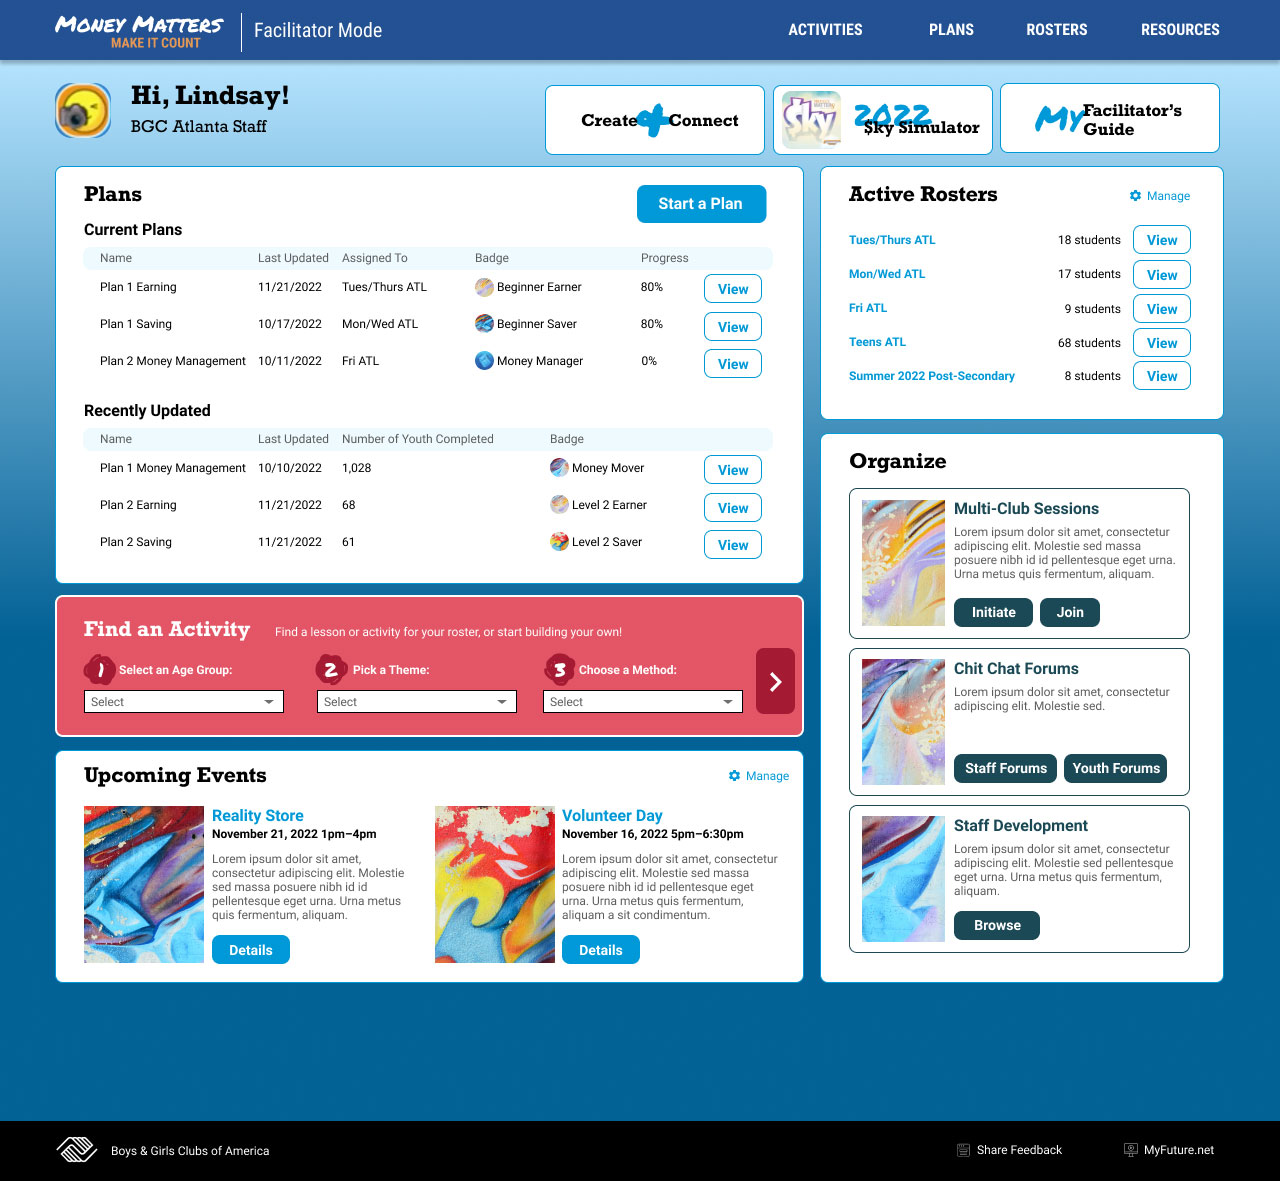 MONEY MATTERS
MAKE IT COUNT
Facilitator Mode
ACTIVITIES
PLANS
ROSTERS
RESOURCES
Hi, Lindsay!
BGC Atlanta Staff
Create + Connect
$ky
2022
$ky Simulator
My Facilitator's
Guide
Plans
Start a Plan
Current Plans
Name Last Updated Assigned To Badge Progress
Plan 1 Earning 11/21/2022 Tues/Thurs ATL Beginner Earner 80% View
Plan 1 Saving 10/17/2022 Mon/Wed ATL Beginner Saver 80% View
Plan 2 Money Management 10/11/2022 Fri ATL Money Manager 0% View
Recently Updated
Name Last Updated Number of Youth Completed Badge
Plan 1 Money Management 10/10/2022 1,028 Money Mover View
Plan 2 Earning 11/21/2022 68 Level 2 Earner View
Plan 2 Saving 11/21/2022 61 Level 2 Saver View
Active Rosters
Manage
Tues/Thurs ATL 18 students View
Mon/Wed ATL 17 students View
Fri ATL 9 students View
Teens ATL 68 students View
Summer 2022 Post-Secondary 8 students View
Find an Activity
Find a lesson or activity for your roster, or start building your own!
1 Select an Age Group:
Select
2 Pick a Theme:
Select
3 Choose a Method:
Select
Upcoming Events
Manage
Reality Store
November 21, 2022 1pm–4pm
Lorem ipsum dolor sit amet,
consectetur adipiscing elit. Molestie
sed massa posuere nibh id id
pellentesque eget urna. Urna metus
quis fermentum, aliquam.
Details
Volunteer Day
November 16, 2022 5pm–6:30pm
Lorem ipsum dolor sit amet, consectetur
adipiscing elit. Molestie sed massa
posuere nibh id id pellentesque eget
urna. Urna metus quis fermentum,
aliquam a sit condimentum.
Details
Organize
Multi-Club Sessions
Lorem ipsum dolor sit amet, consectetur
adipiscing elit. Molestie sed massa
posuere nibh id id pellentesque eget urna.
Urna metus quis fermentum, aliquam.
Initiate
Join
Chit Chat Forums
Lorem ipsum dolor sit amet, consectetur
adipiscing elit. Molestie sed.
Staff Forums
Youth Forums
Staff Development
Lorem ipsum dolor sit amet, consectetur
adipiscing elit. Molestie sed pellentesque
eget urna. Urna metus quis fermentum,
aliquam.
Browse
Boys & Girls Clubs of America
Share Feedback
MyFuture.net